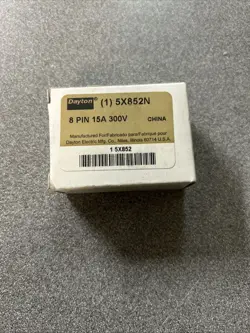 Dayton (1) 5X852N
8 PIN 15A 300V CHINA
Manufactured For/Fabricado para/Fabrique pour
Dayton Electric Mfg. Co., Niles, Illinois 60714 U.S.A.
1 5X852